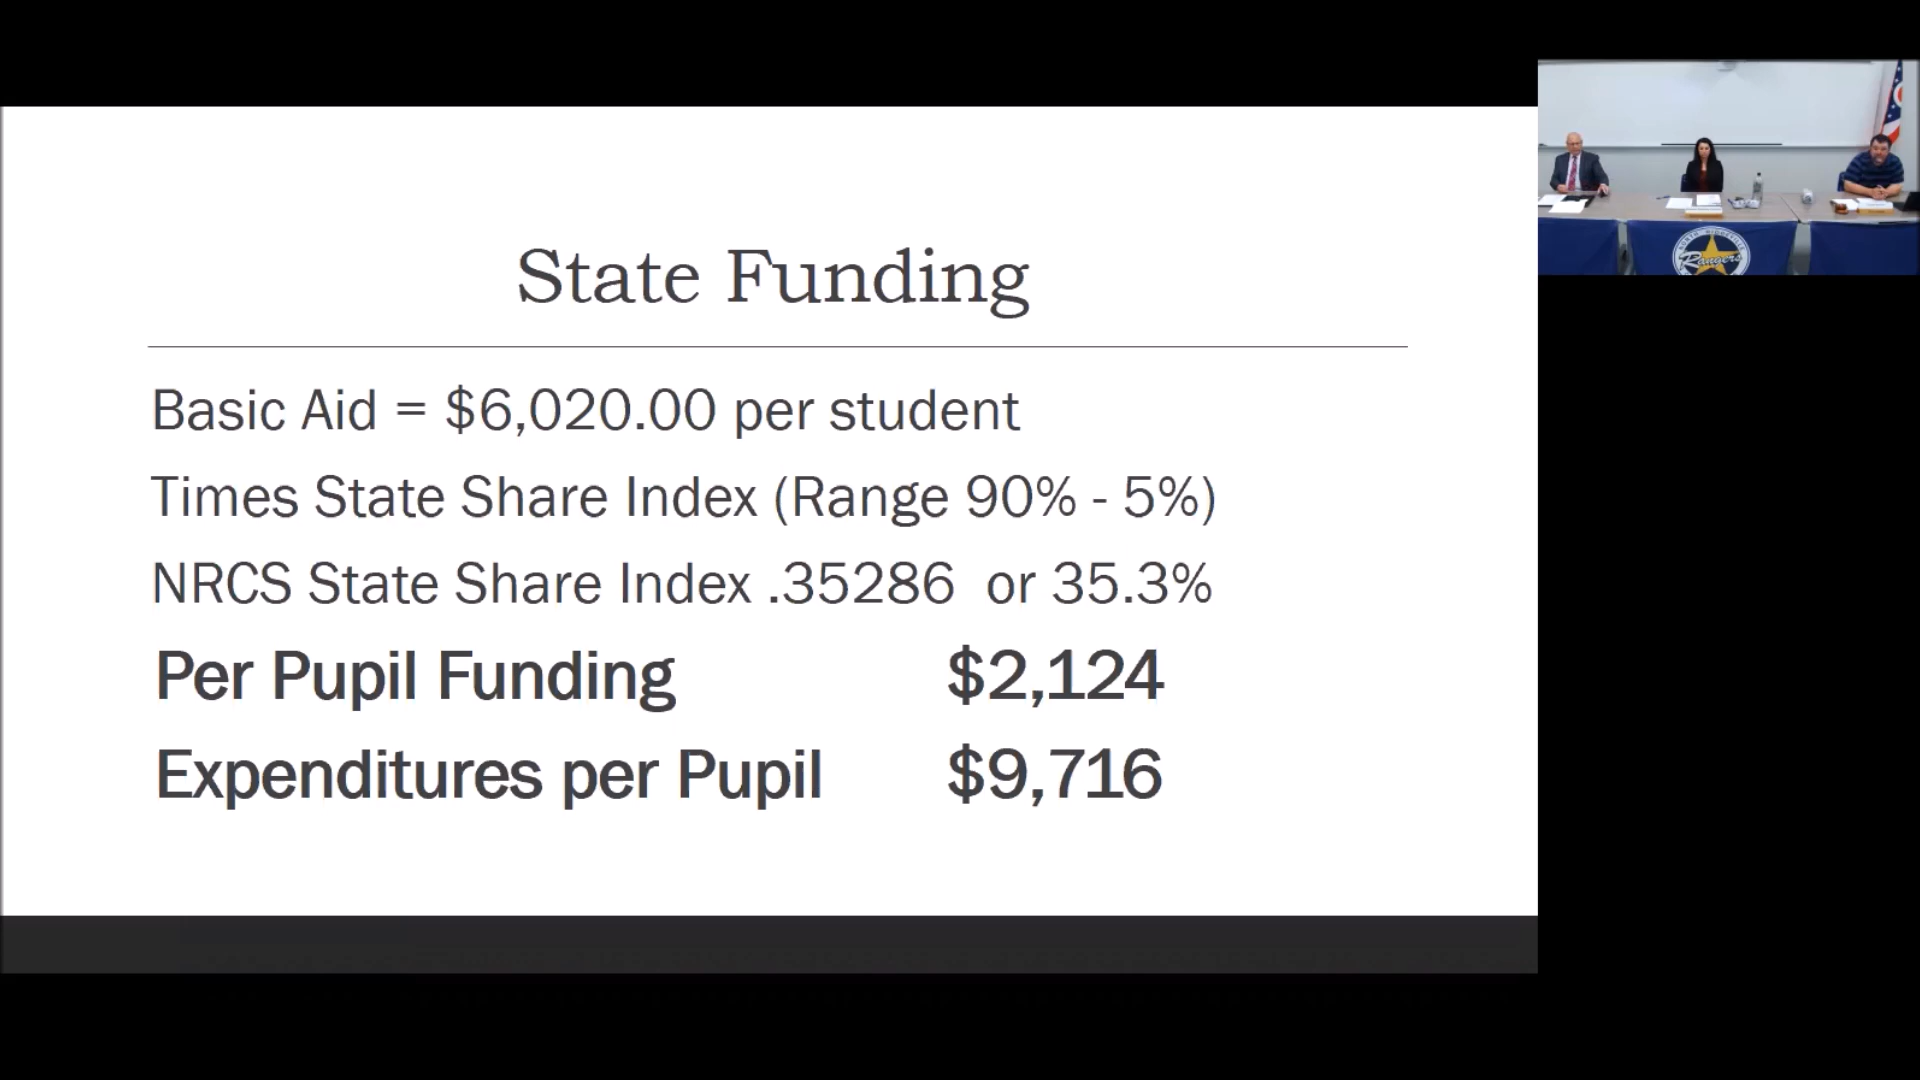 State Funding
Basic Aid = $6,020.00 per student
Times State Share Index (Range 90% - 5%)
NRCS State Share Index .35286 or 35.3%
Per Pupil Funding $2,124
Expenditures per Pupil $9,716
Rangers